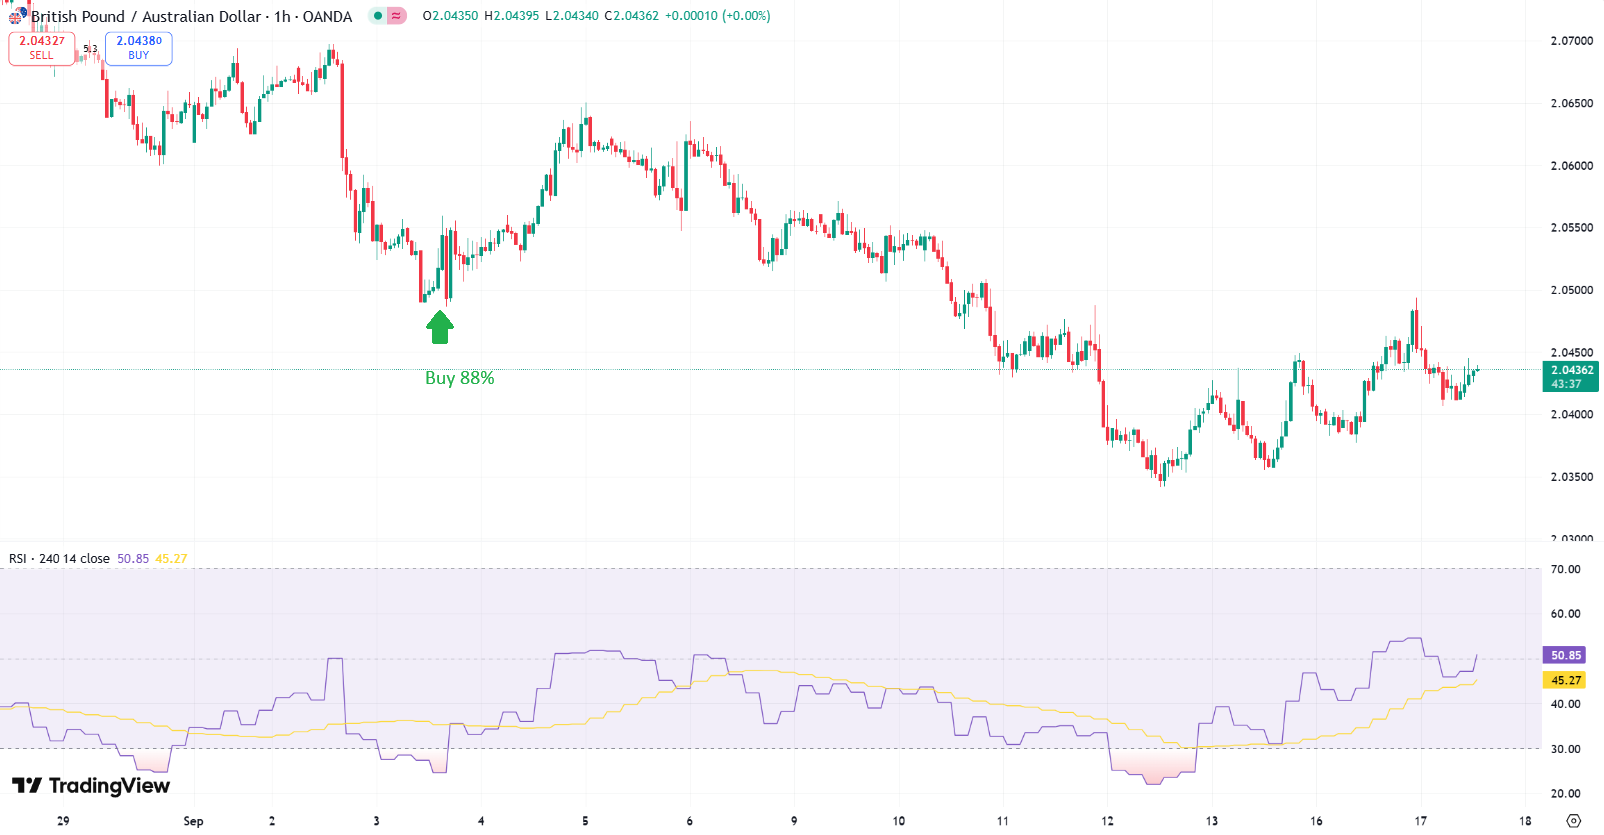 British Pound / Australian Dollar · 1h · OANDA
≈
O2.04350 H2.04395 L2.04340 C2.04362 +0.00010 (+0.00%)
2.04327
SELL
5.3
2.04380
BUY
2.07000
2.06500
2.06000
2.05500
2.05000
2.04500
2.04362
43:37
2.04000
2.03500
2.03000
Buy 88%
RSI · 240 14 close 50.85 45.27
70.00
60.00
50.85
45.27
40.00
30.00
20.00
TradingView
29 Sep 2 3 4 5 6 9 10 11 12 13 16 17 18